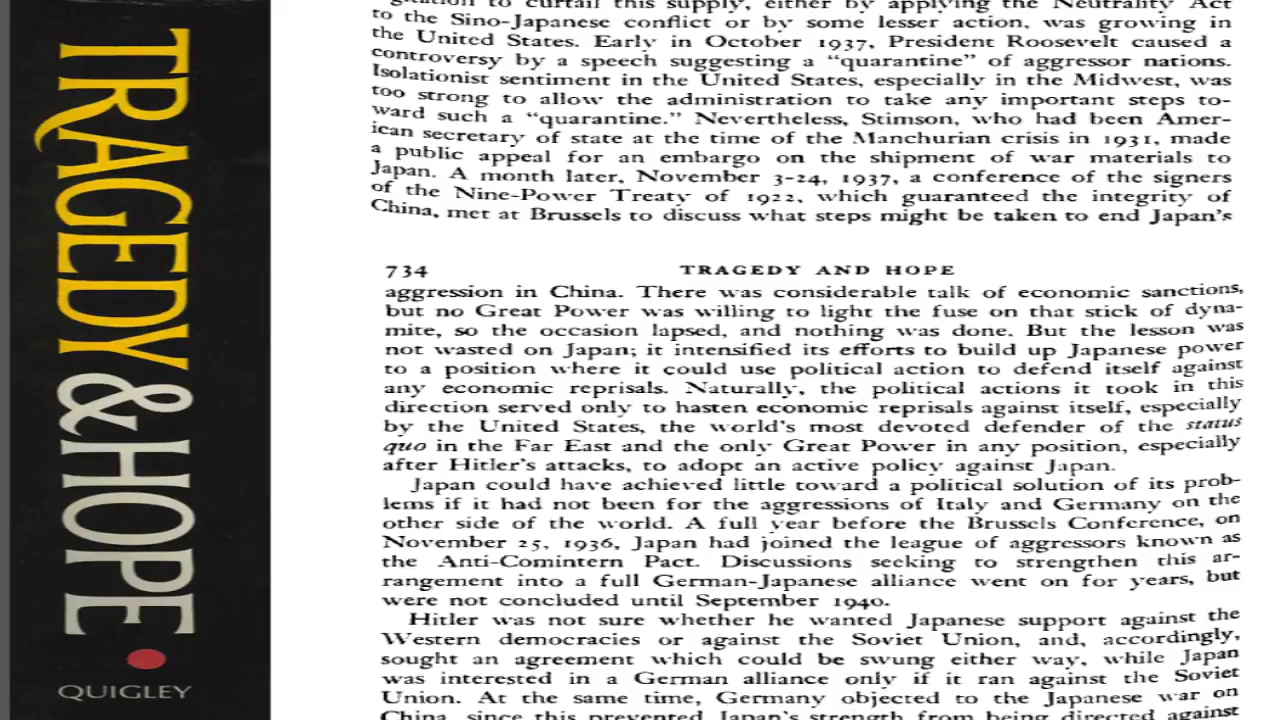 TRAGEDY & HOPE
QUIGLEY
to curtail this supply, either by applying the Neutrality Act
to the Sino-Japanese conflict or by some lesser action, was growing in
the United States. Early in October 1937, President Roosevelt caused a
controversy by a speech suggesting a “quarantine” of aggressor nations.
Isolationist sentiment in the United States, especially in the Midwest, was
too strong to allow the administration to take any important steps to-
ward such a “quarantine.” Nevertheless, Stimson, who had been Amer-
ican secretary of state at the time of the Manchurian crisis in 1931, made
a public appeal for an embargo on the shipment of war materials to
Japan. A month later, November 3-24, 1937, a conference of the signers
of the Nine-Power Treaty of 1922, which guaranteed the integrity of
China, met at Brussels to discuss what steps might be taken to end Japan's
734 TRAGEDY AND HOPE
aggression in China. There was considerable talk of economic sanctions,
but no Great Power was willing to light the fuse on that stick of dyna-
mite, so the occasion lapsed, and nothing was done. But the lesson was
not wasted on Japan; it intensified its efforts to build up Japanese power
to a position where it could use political action to defend itself against
any economic reprisals. Naturally, the political actions it took in this
direction served only to hasten economic reprisals against itself, especially
by the United States, the world's most devoted defender of the status
quo in the Far East and the only Great Power in any position, especially
after Hitler's attacks, to adopt an active policy against Japan.
Japan could have achieved little toward a political solution of its prob-
lems if it had not been for the aggressions of Italy and Germany on the
other side of the world. A full year before the Brussels Conference, on
November 25, 1936, Japan had joined the league of aggressors known as
the Anti-Comintern Pact. Discussions seeking to strengthen this ar-
rangement into a full German-Japanese alliance went on for years, but
were not concluded until September 1940.
Hitler was not sure whether he wanted Japanese support against the
Western democracies or against the Soviet Union, and, accordingly,
sought an agreement which could be swung either way, while Japan
was interested in a German alliance only if it ran against the Soviet
Union. At the same time, Germany objected to the Japanese war on
China, since this prevented Japan's strength from being directed against